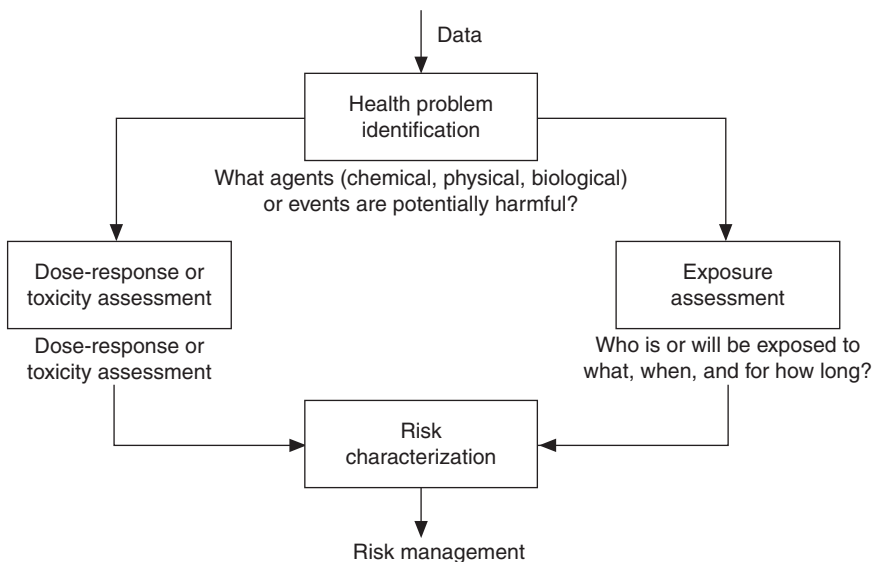 Data
Health problem
identification
What agents (chemical, physical, biological)
or events are potentially harmful?
Dose-response or
toxicity assessment
Dose-response or
toxicity assessment
Exposure
assessment
Who is or will be exposed to
what, when, and for how long?
Risk
characterization
Risk management